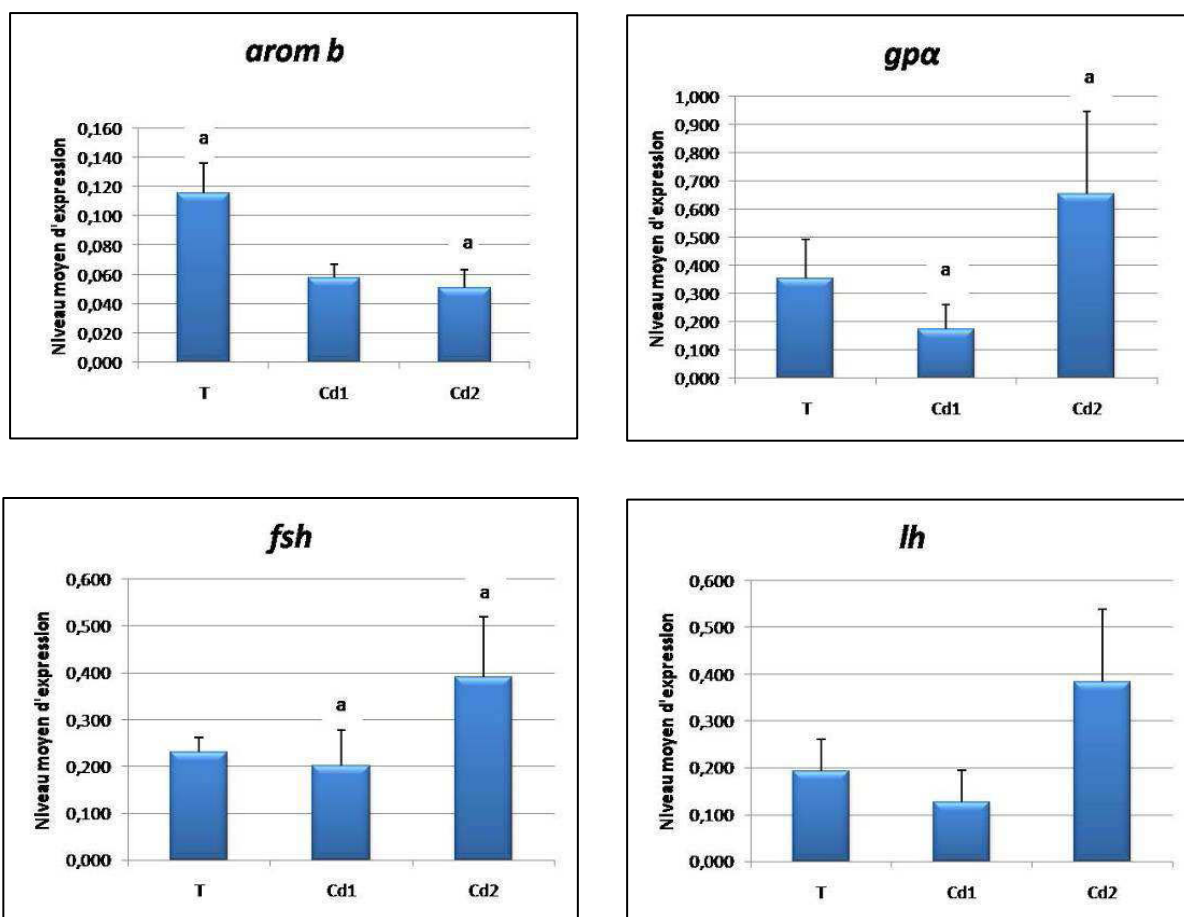 arom b
Niveau moyen d'expression
0,160
0,140
0,120
0,100
0,080
0,060
0,040
0,020
0,000
a
a
T Cd1 Cd2
gpα
Niveau moyen d'expression
1,000
0,900
0,800
0,700
0,600
0,500
0,400
0,300
0,200
0,100
0,000
a
a
T Cd1 Cd2
fsh
Niveau moyen d'expression
0,600
0,500
0,400
0,300
0,200
0,100
0,000
a
a
T Cd1 Cd2
lh
Niveau moyen d'expression
0,600
0,500
0,400
0,300
0,200
0,100
0,000
T Cd1 Cd2